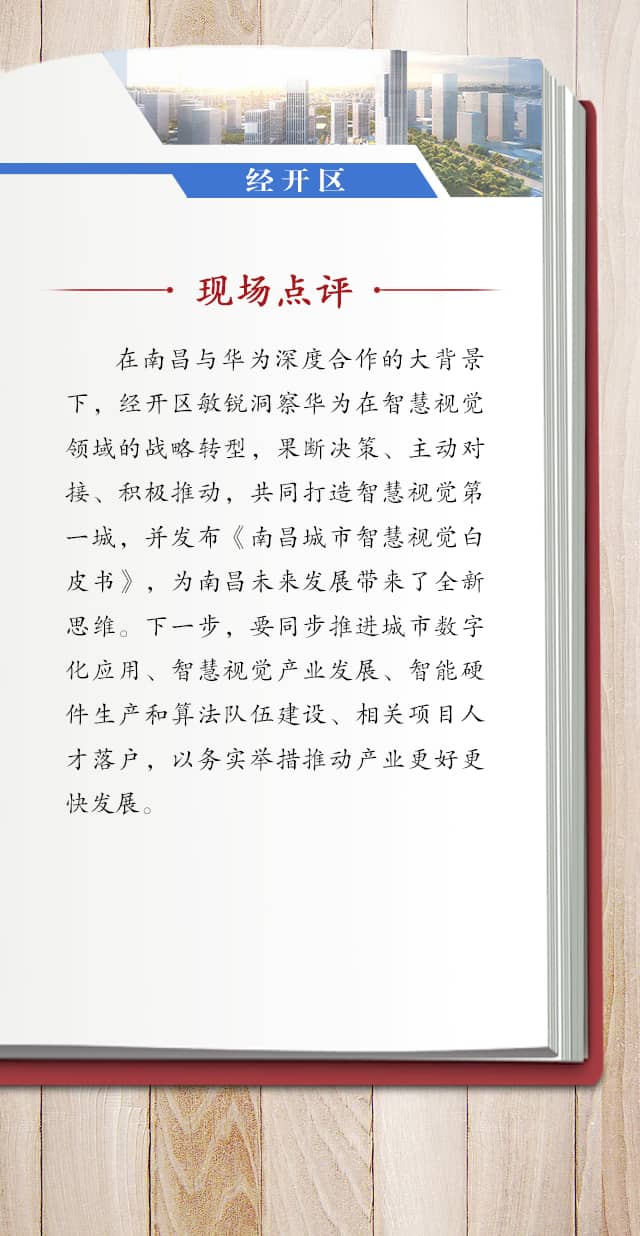 经开区
现场点评
在南昌与华为深度合作的大背景
下，经开区敏锐洞察华为在智慧视觉
领域的战略转型，果断决策、主动对
接、积极推动，共同打造智慧视觉第
一城，并发布《南昌城市智慧视觉白
皮书》，为南昌未来发展带来了全新
思维。下一步，要同步推进城市数字
化应用、智慧视觉产业发展、智能硬
件生产和算法队伍建设、相关项目人
才落户，以务实举措推动产业更好更
快发展。